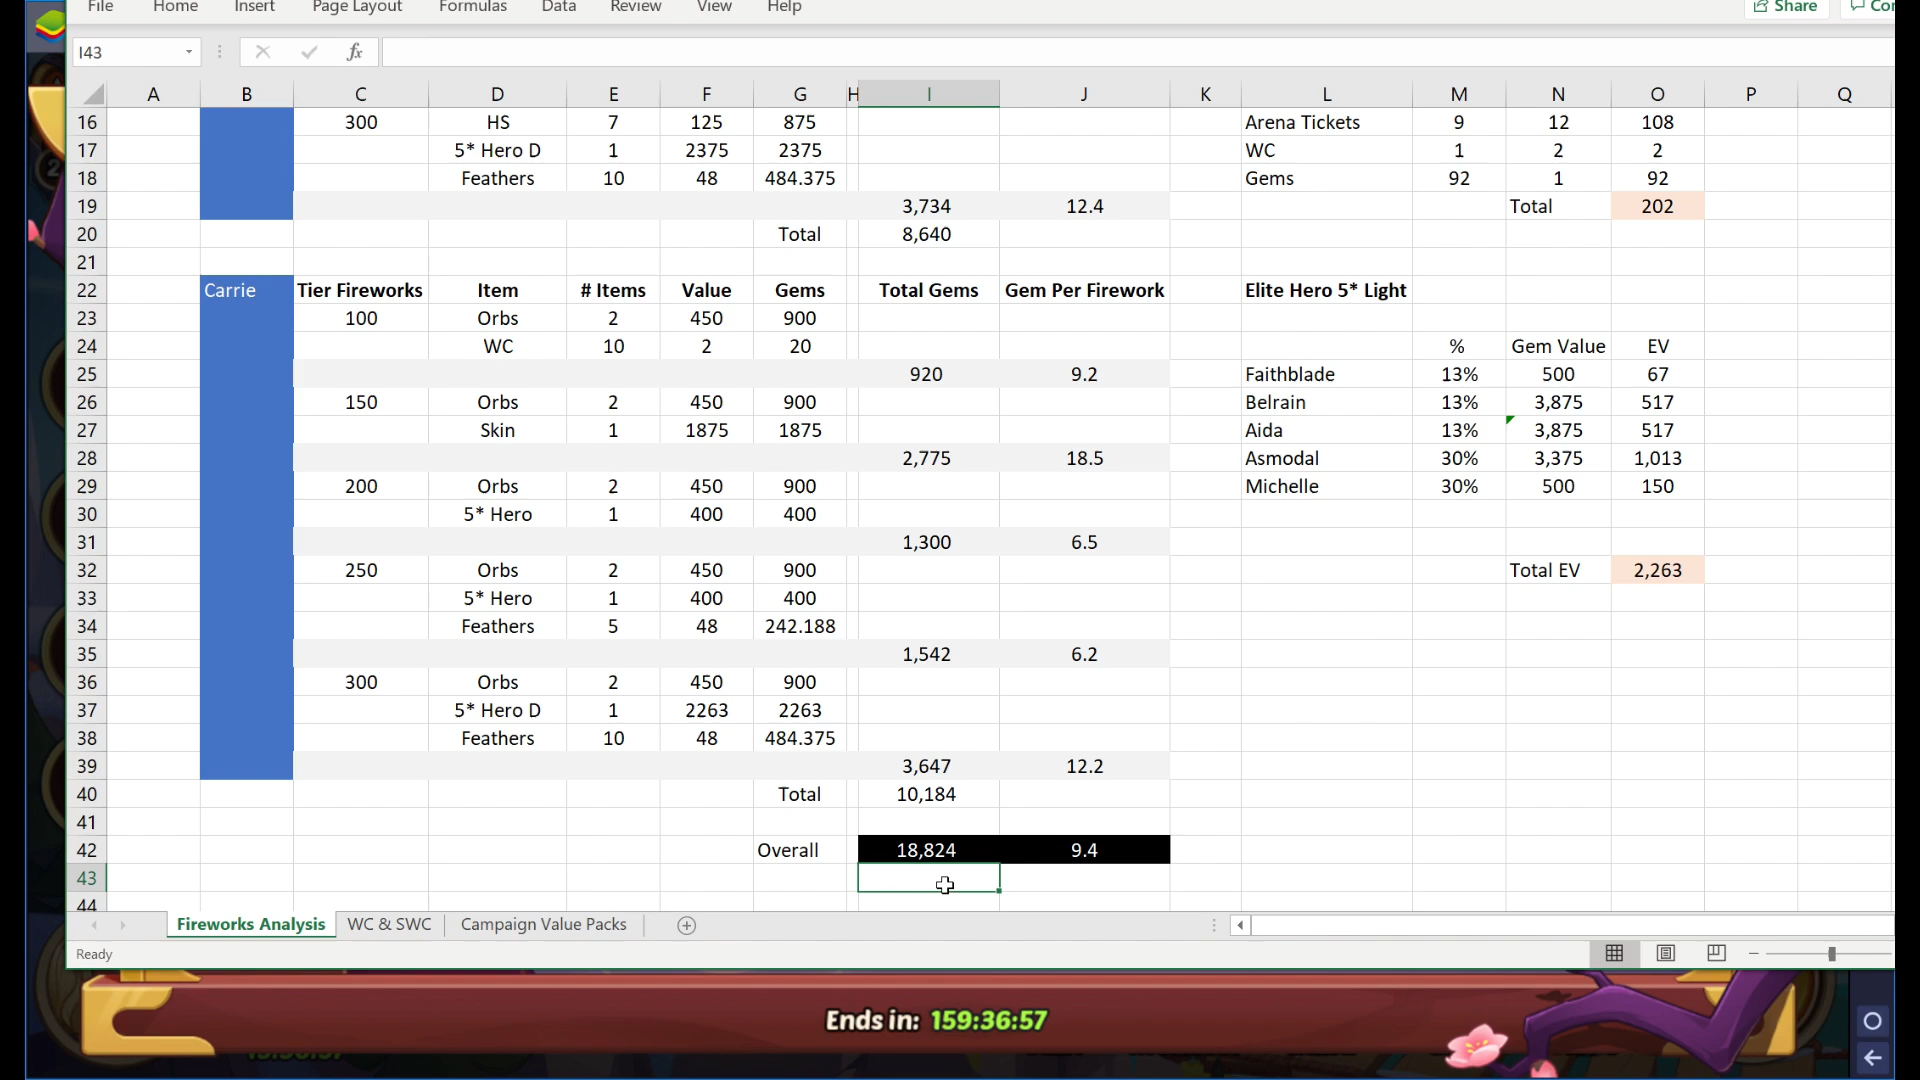 File Home Insert Page Layout Formulas Data Review View Help Share
I43 fx
A B C D E F G H I J K L M N O P Q
16 300 HS 7 125 875 Arena Tickets 9 12 108
17 5* Hero D 1 2375 2375 WC 1 2 2
18 Feathers 10 48 484.375 Gems 92 1 92
19 3,734 12.4 Total 202
20 Total 8,640
21
22 Carrie Tier Fireworks Item # Items Value Gems Total Gems Gem Per Firework Elite Hero 5* Light
23 100 Orbs 2 450 900
24 WC 10 2 20 % Gem Value EV
25 920 9.2 Faithblade 13% 500 67
26 150 Orbs 2 450 900 Belrain 13% 3,875 517
27 Skin 1 1875 1875 Aida 13% 3,875 517
28 2,775 18.5 Asmodal 30% 3,375 1,013
29 200 Orbs 2 450 900 Michelle 30% 500 150
30 5* Hero 1 400 400
31 1,300 6.5
32 250 Orbs 2 450 900 Total EV 2,263
33 5* Hero 1 400 400
34 Feathers 5 48 242.188
35 1,542 6.2
36 300 Orbs 2 450 900
37 5* Hero D 1 2263 2263
38 Feathers 10 48 484.375
39 3,647 12.2
40 Total 10,184
41
42 Overall 18,824 9.4
43
44
Fireworks Analysis WC & SWC Campaign Value Packs
Ready
Ends in: 159:36:57